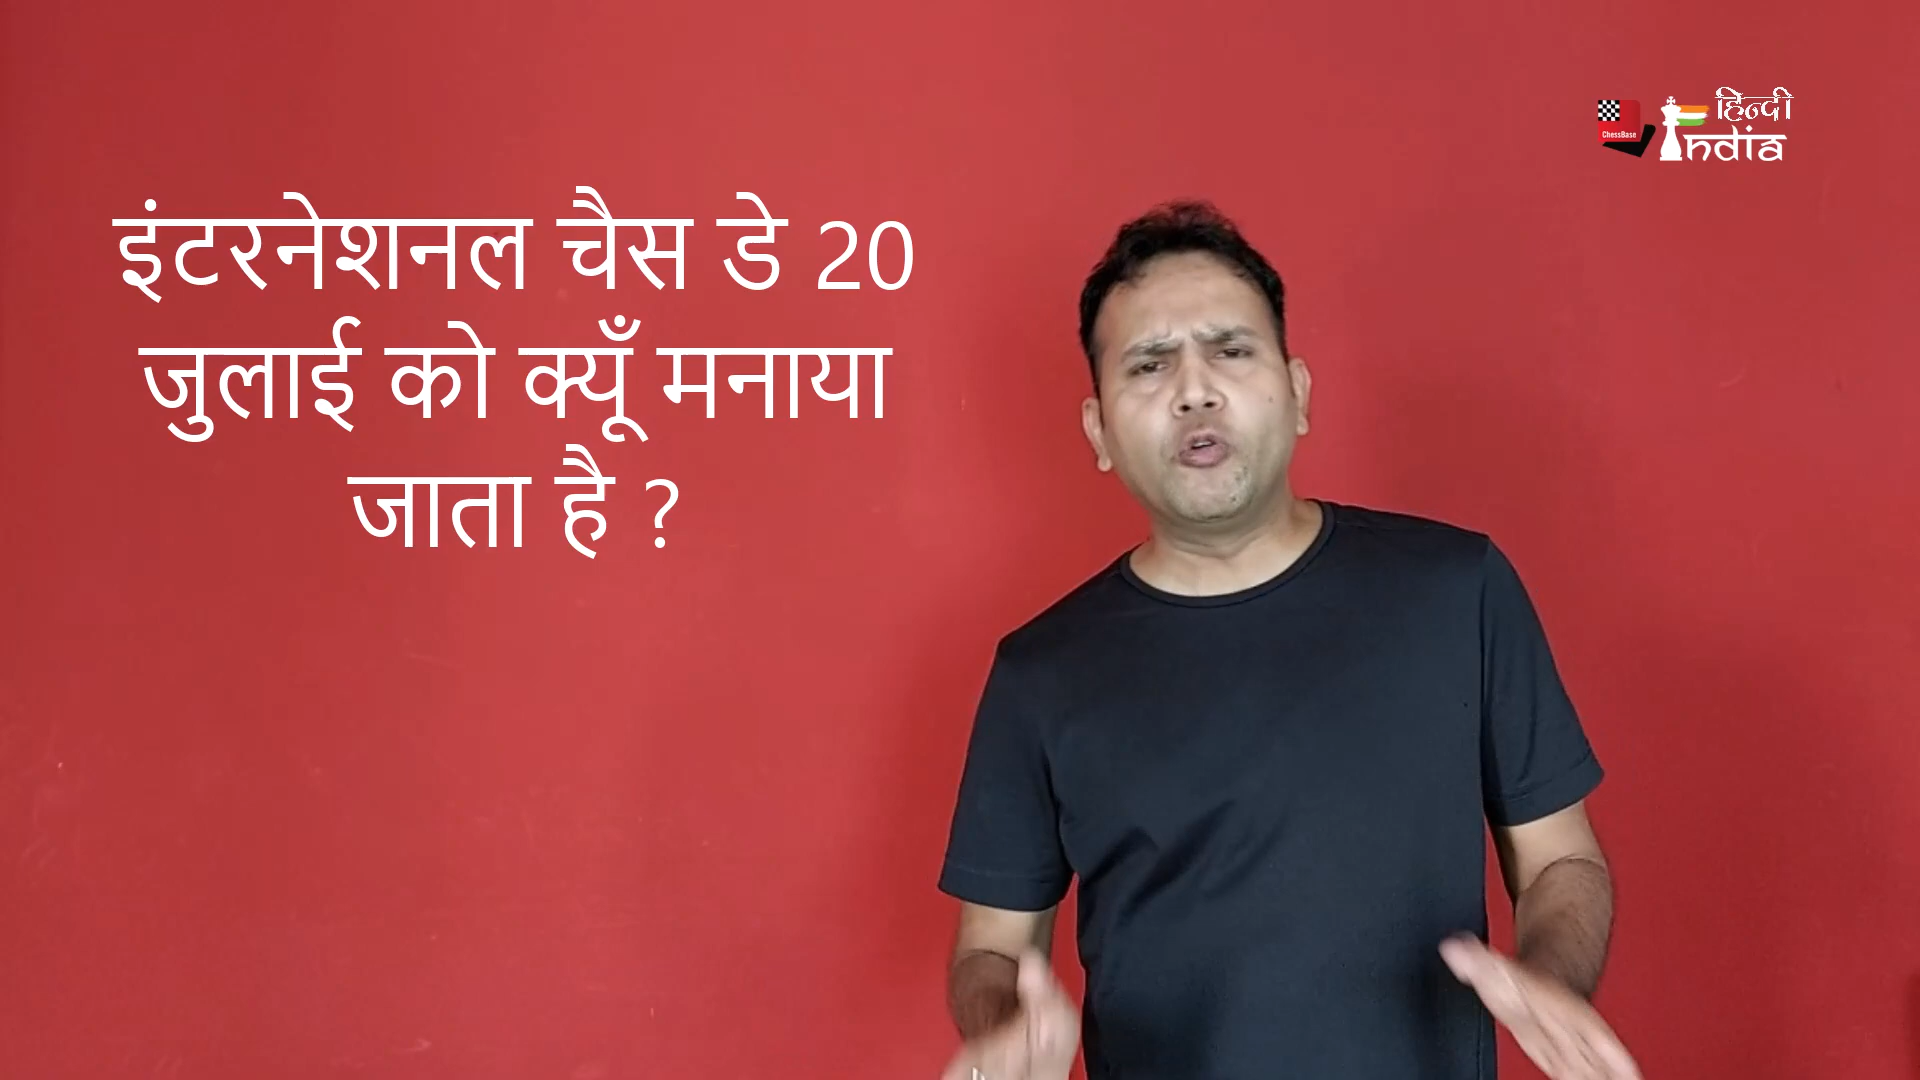 इंटरनेशनल चैस डे 20
जुलाई को क्यूँ मनाया
जाता है ?
ChessBase
हिन्दी
India